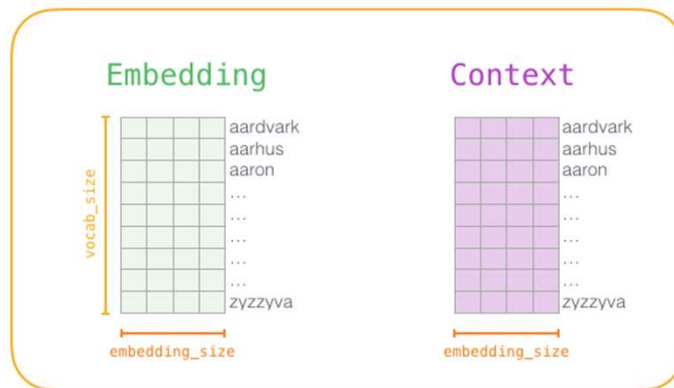 Embedding
Context
vocab_size
aardvark
aarhus
aaron
...
...
...
...
...
zyzzyva
embedding_size
aardvark
aarhus
aaron
...
...
...
...
...
zyzzyva
embedding_size